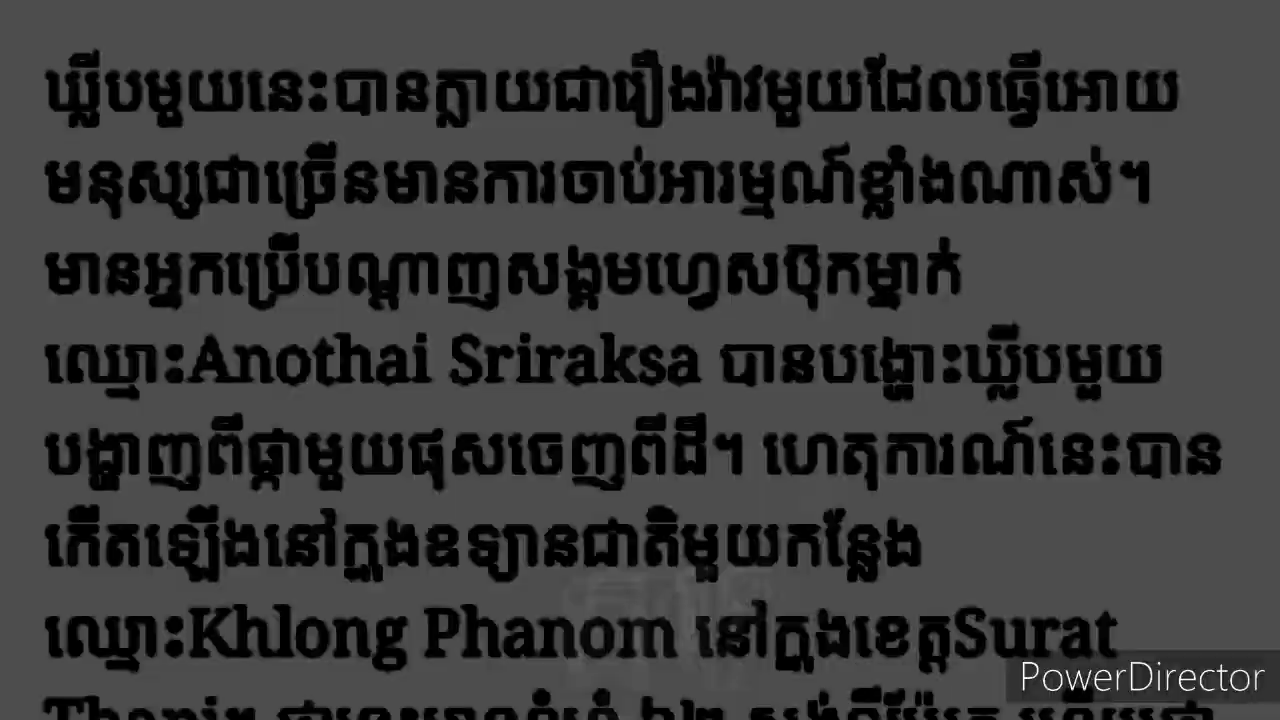 ឃ្លីបមួយនេះបានក្លាយជារឿងរ៉ាវមួយដែលធ្វើអោយ
មនុស្សជាច្រើនមានការចាប់អារម្មណ៍ខ្លាំងណាស់។
មានអ្នកប្រើបណ្តាញសង្គមហ្វេសប៊ុកម្នាក់
ឈ្មោះAnothai Sriraksa បានបង្ហោះឃ្លីបមួយ
បង្ហាញពីផ្កាមួយផុសចេញពីដី។ ហេតុការណ៍នេះបាន
កើតឡើងនៅក្នុងឧទ្យានជាតិមួយកន្លែង
ឈ្មោះKhlong Phanom នៅក្នុងខេត្តSurat
PowerDirector